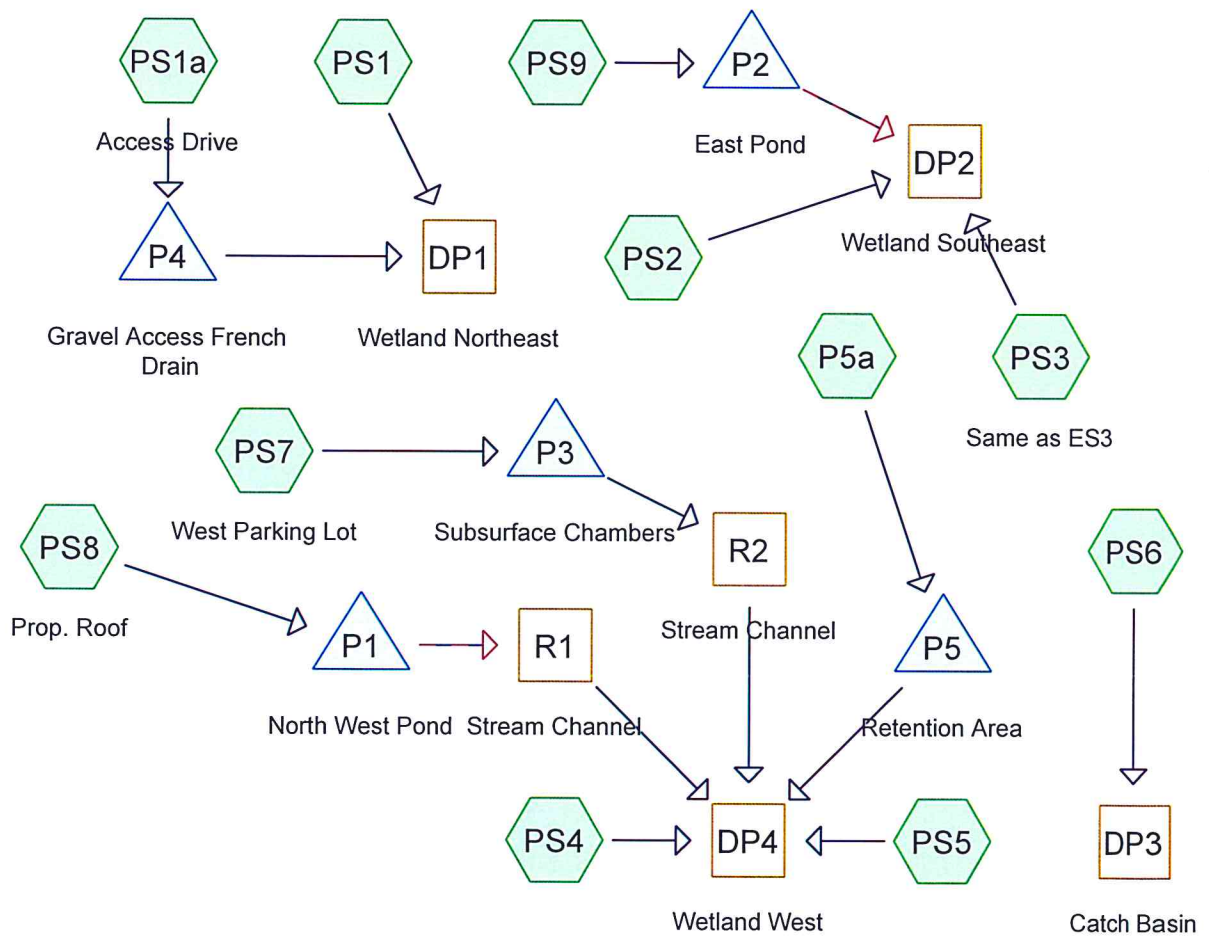 PS1a
PS1
PS9
P2
Access Drive
East Pond
DP2
P4
DP1
PS2
Wetland Southeast
Gravel Access French
Drain
Wetland Northeast
P5a
PS3
Same as ES3
PS7
P3
West Parking Lot
Subsurface Chambers
PS8
R2
PS6
Prop. Roof
Stream Channel
P1
R1
P5
North West Pond
Stream Channel
Retention Area
PS4
DP4
PS5
DP3
Wetland West
Catch Basin